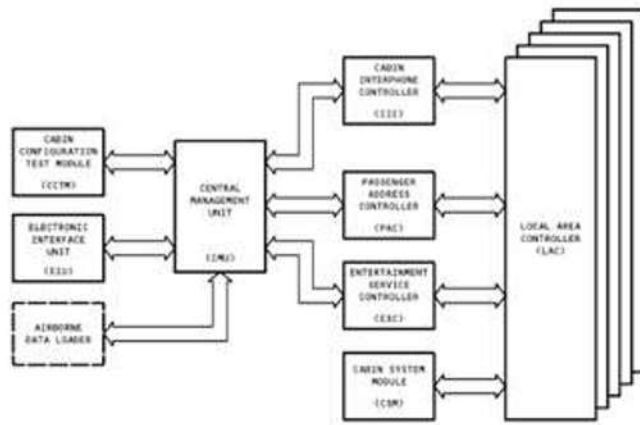 CABIN
CONFIGURATION
TEST MODULE
(CCTM)
ELECTRONIC
INTERFACE
UNIT
(EIU)
AIRBORNE
DATA LOADER
CENTRAL
MANAGEMENT
UNIT
(CMU)
CABIN
INTERPHONE
CONTROLLER
PASSENGER
ADDRESS
CONTROLLER
(PAC)
ENTERTAINMENT
SERVICE
CONTROLLER
(ESC)
CABIN SYSTEM
MODULE
(CSM)
LOCAL AREA
CONTROLLER
(LAC)